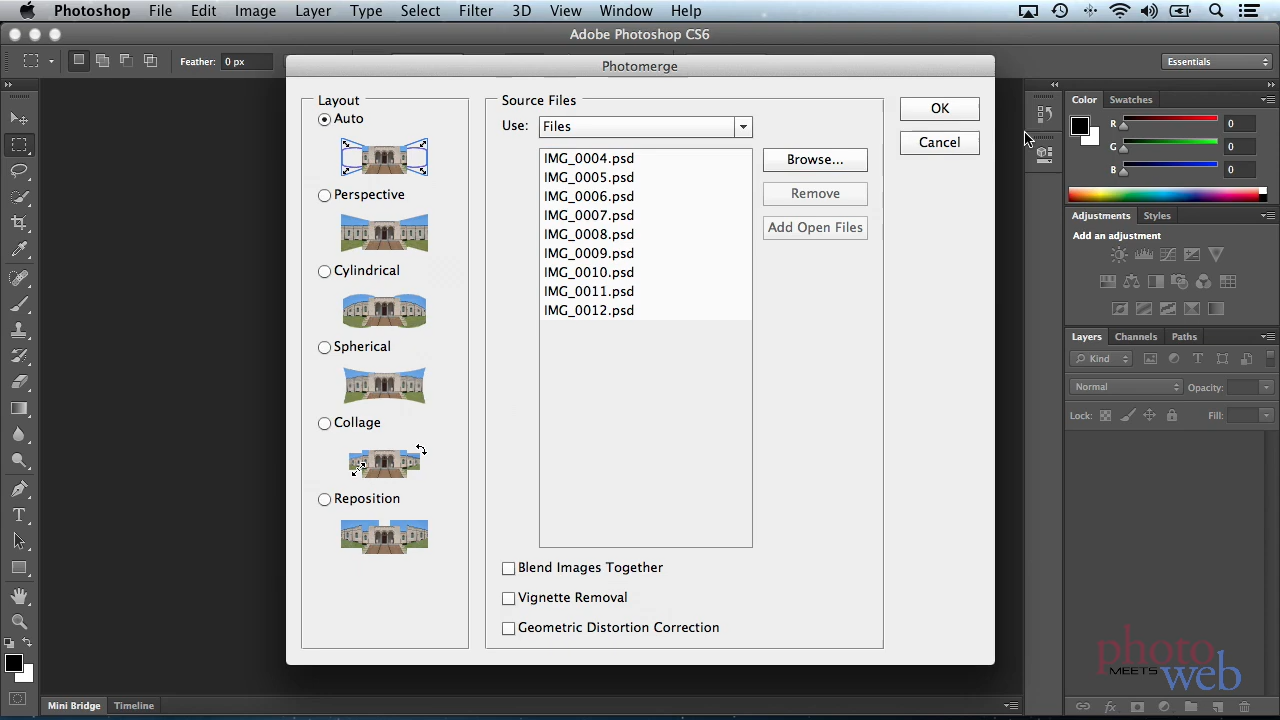 Photoshop File Edit Image Layer Type Select Filter 3D View Window Help
Adobe Photoshop CS6
Feather: 0 px
Essentials
Photomerge
Layout
Auto
Perspective
Cylindrical
Spherical
Collage
Reposition
Source Files
Use: Files
IMG_0004.psd
IMG_0005.psd
IMG_0006.psd
IMG_0007.psd
IMG_0008.psd
IMG_0009.psd
IMG_0010.psd
IMG_0011.psd
IMG_0012.psd
Browse...
Remove
Add Open Files
Blend Images Together
Vignette Removal
Geometric Distortion Correction
OK
Cancel
Color Swatches
R 0
G 0
B 0
Adjustments Styles
Add an adjustment
Layers Channels Paths
Kind
Normal Opacity:
Lock: Fill:
Mini Bridge Timeline
photo
MEETS web